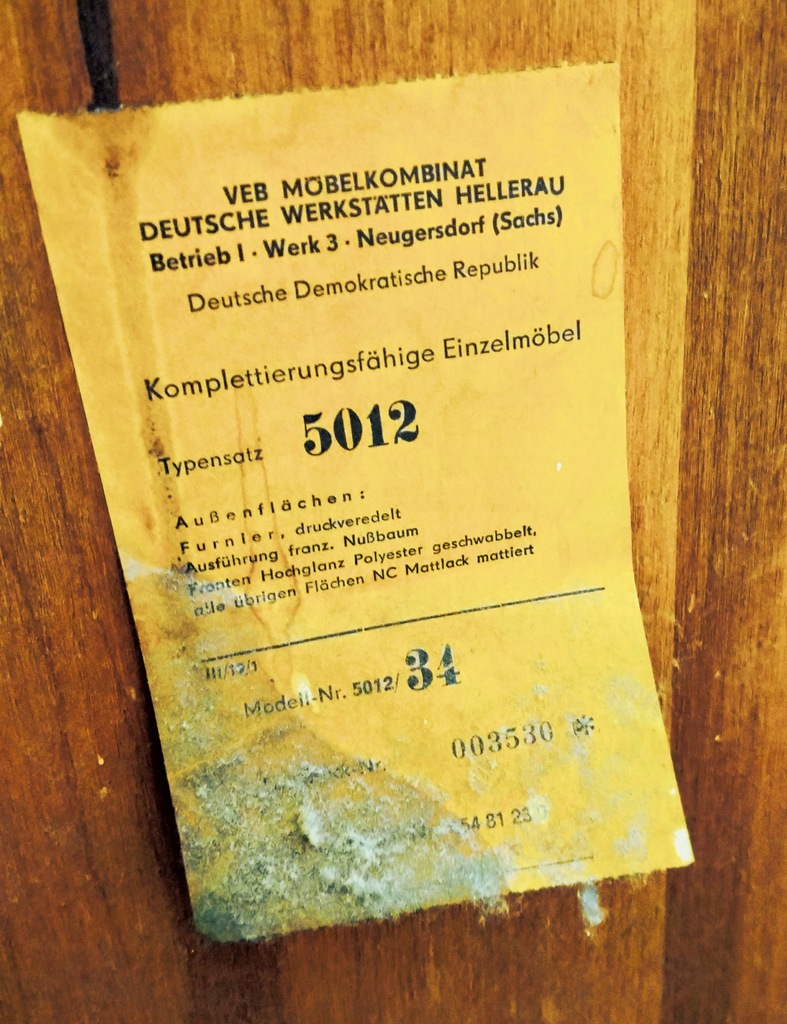 VEB MÖBELKOMBINAT
DEUTSCHE WERKSTÄTTEN HELLERAU
Betrieb I · Werk 3 · Neugersdorf (Sachs)
Deutsche Demokratische Republik
Komplettierungsfähige Einzelmöbel
Typensatz 5012
Außenflächen:
Furnier, druckveredelt
Ausführung franz. Nußbaum
Fronten Hochglanz Polyester geschwabbelt,
alle übrigen Flächen NC Mattlack mattiert
III/12/1
Modell-Nr. 5012/ 34
003530 *
54 81 23